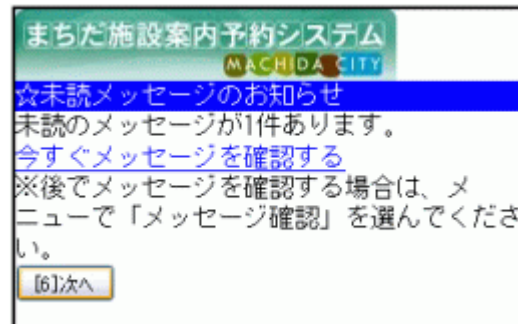 まちだ施設案内予約システム
MACHIDA CITY
☆未読メッセージのお知らせ
未読のメッセージが1件あります。
今すぐメッセージを確認する
※後でメッセージを確認する場合は、メ
ニューで「メッセージ確認」を選んでくださ
い。
[6]次へ